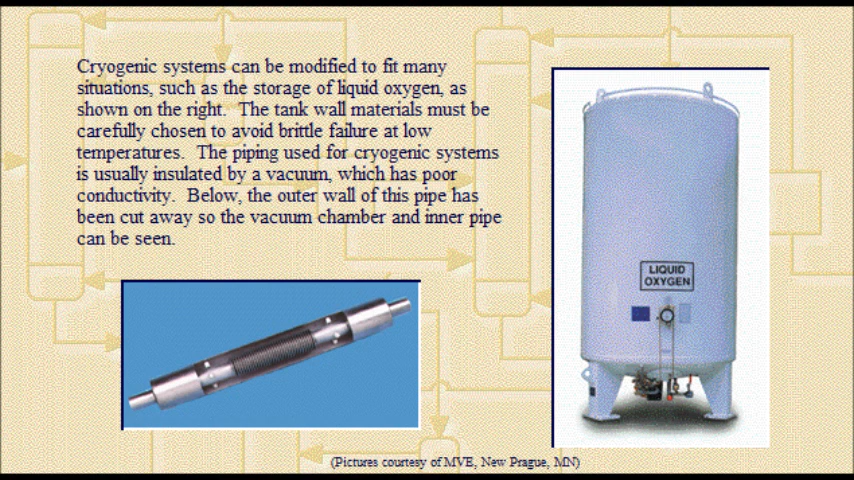 Cryogenic systems can be modified to fit many
situations, such as the storage of liquid oxygen, as
shown on the right.  The tank wall materials must be
carefully chosen to avoid brittle failure at low
temperatures.  The piping used for cryogenic systems
is usually insulated by a vacuum, which has poor
conductivity.  Below, the outer wall of this pipe has
been cut away so the vacuum chamber and inner pipe
can be seen.
LIQUID
OXYGEN
(Pictures courtesy of MVE, New Prague, MN)